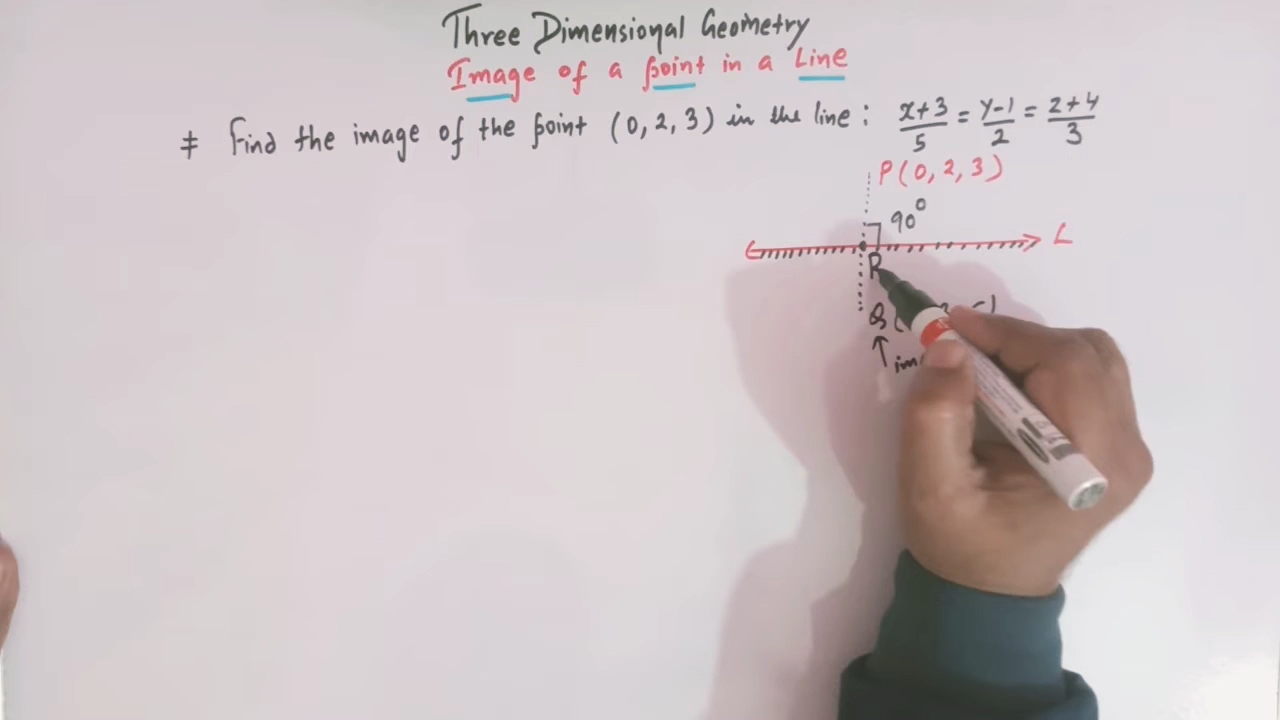 Three Dimensional Geometry
Image of a point in a Line
# Find the image of the point (0, 2, 3) in the line : x+3/5 = y-1/2 = z+4/3
P(0, 2, 3)
90°
L
R
Q(